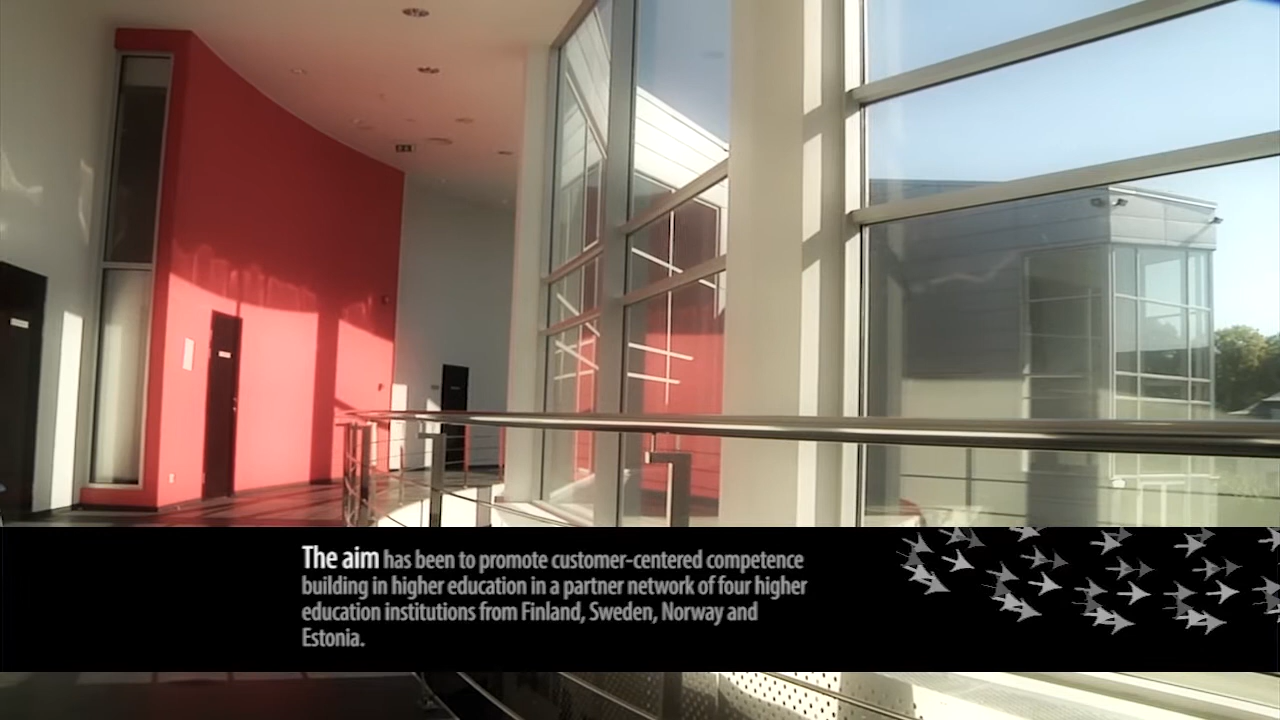 The aim has been to promote customer-centered competence
building in higher education in a partner network of four higher
education institutions from Finland, Sweden, Norway and
Estonia.